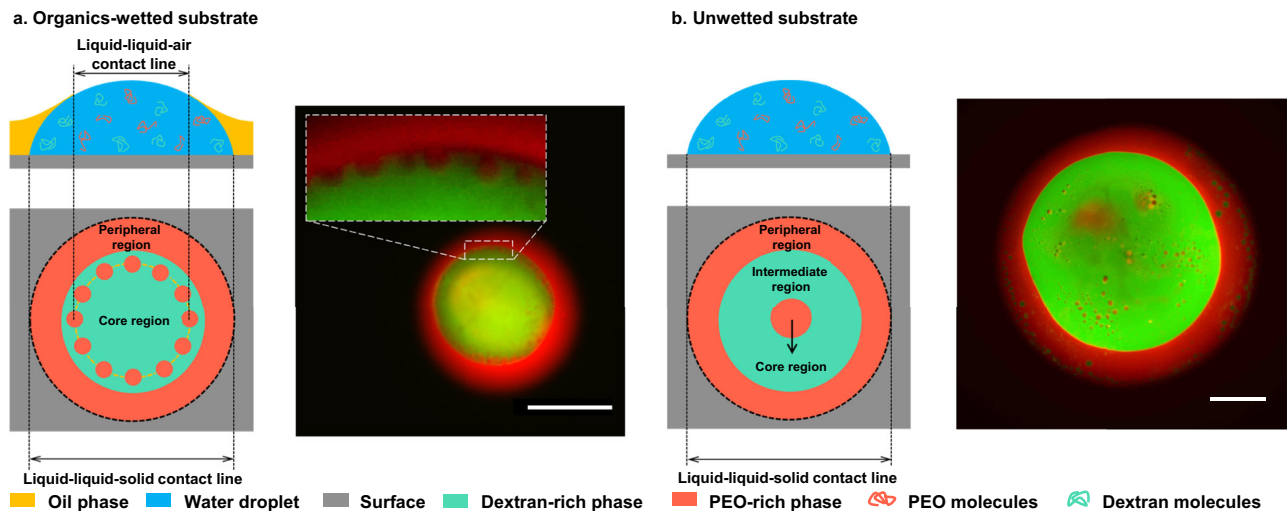 a. Organics-wetted substrate
Liquid-liquid-air
contact line
Peripheral
region
Core region
Liquid-liquid-solid contact line
b. Unwetted substrate
Peripheral
region
Intermediate
region
Core region
Liquid-liquid-solid contact line
Oil phase Water droplet Surface Dextran-rich phase PEO-rich phase PEO molecules Dextran molecules